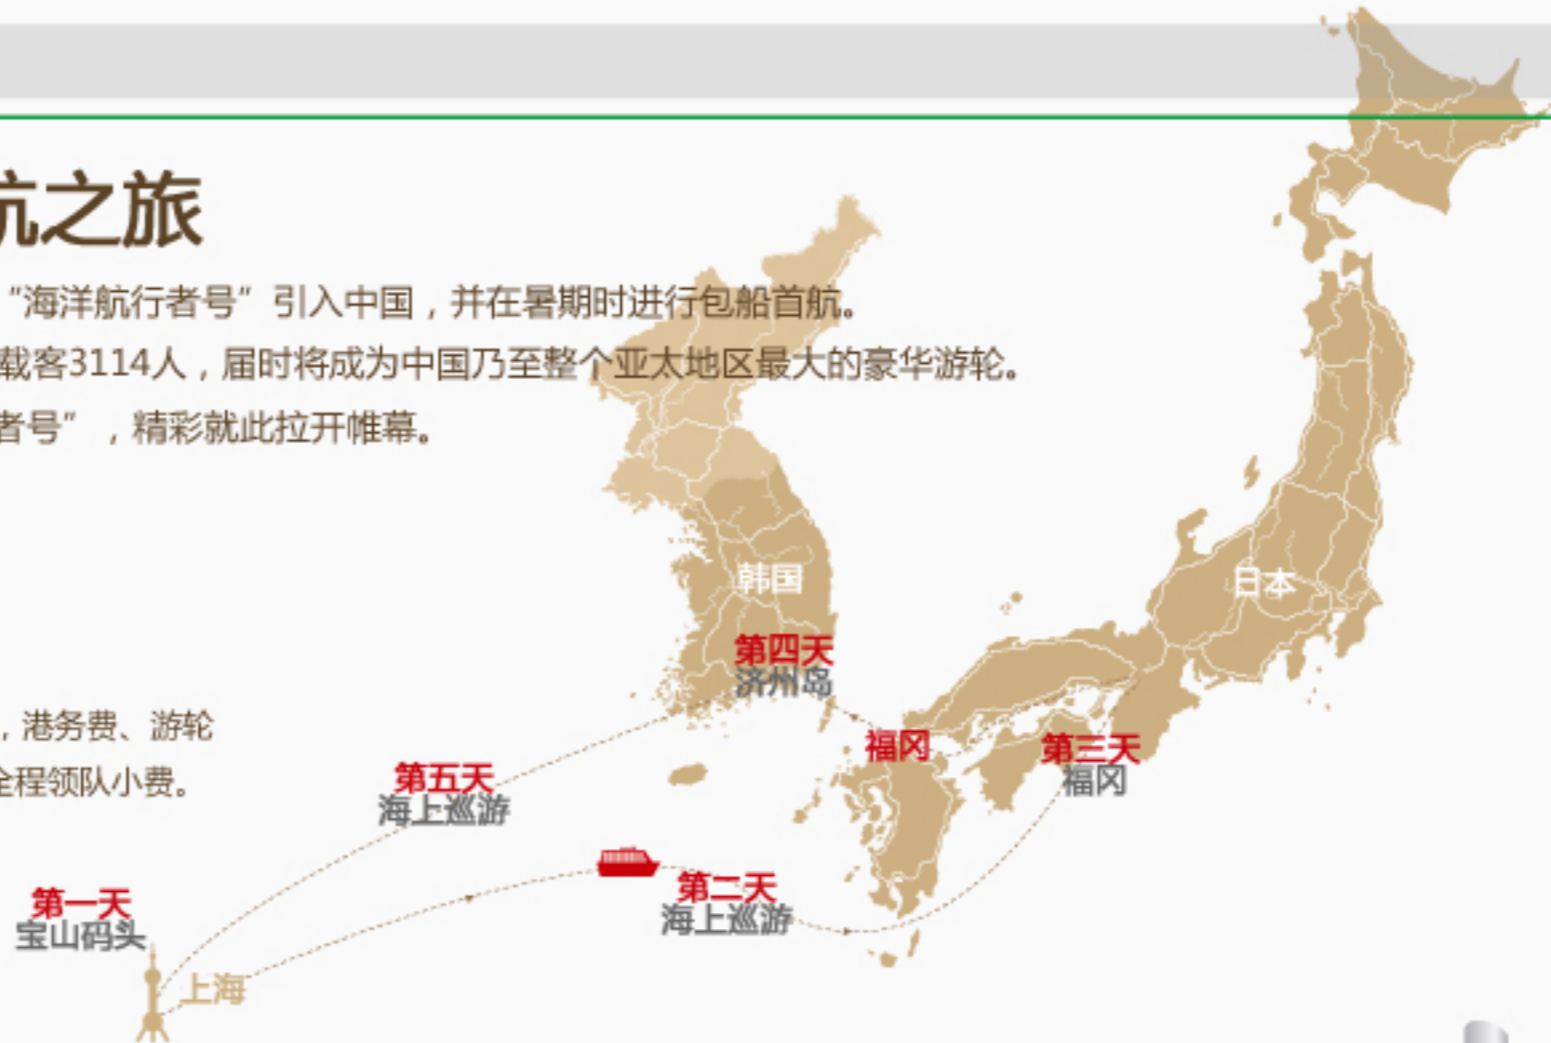 航之旅
“海洋航行者号”引入中国，并在暑期时进行包船首航。
载客3114人，届时将成为中国乃至整个亚太地区最大的豪华游轮。
者号”，精彩就此拉开帷幕。
韩国
日本
第四天
济州岛
，港务费、游轮
全程领队小费。
福冈
第三天
福冈
第五天
海上巡游
第二天
海上巡游
第一天
宝山码头
上海